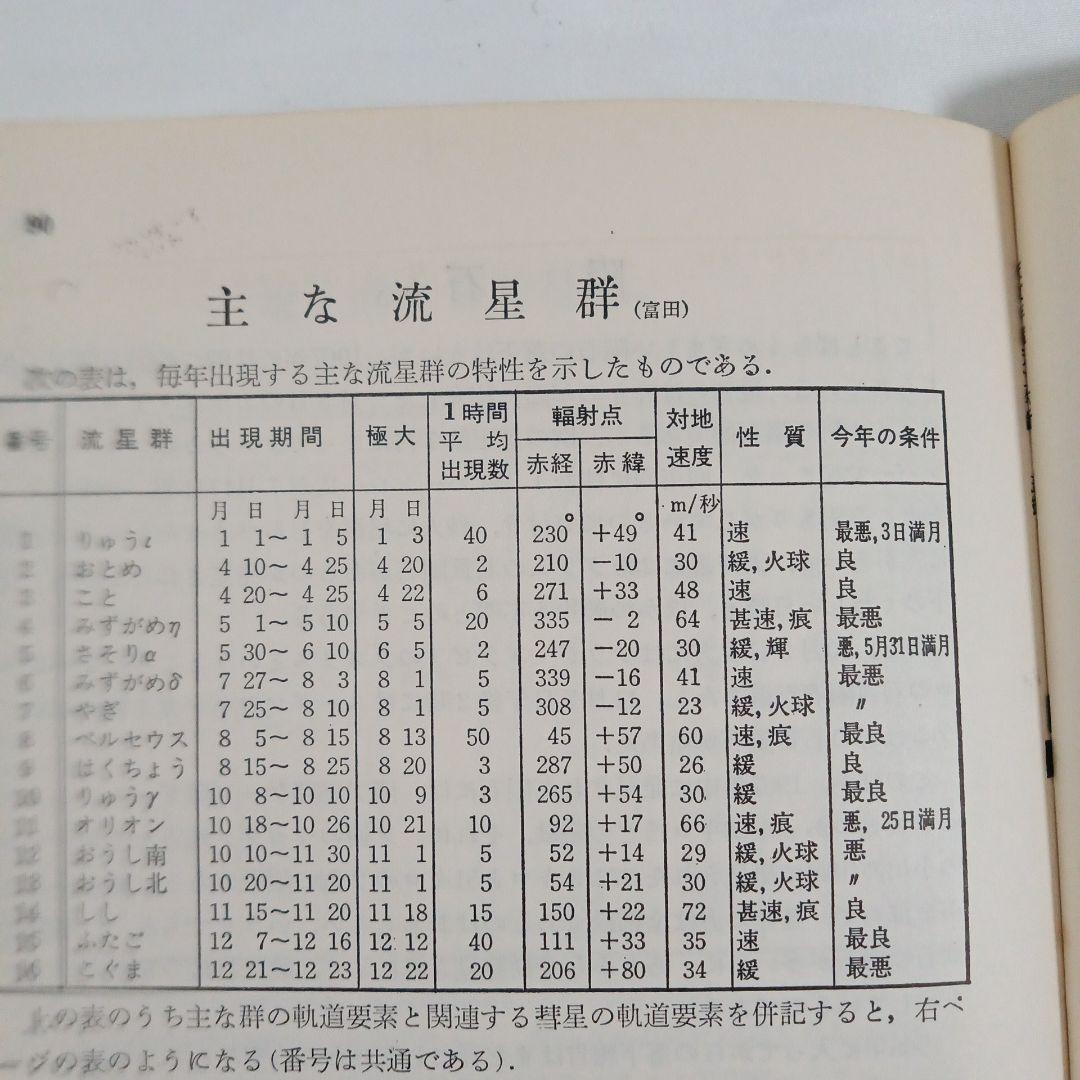 主な流星群(富田)
次の表は，毎年出現する主な流星群の特性を示したものである．
番号 流星群 出現期間 極大 1時間平均出現数 輻射点 赤経 赤緯 対地速度 性質 今年の条件
月 日 月 日 月 日 ° ° m/秒
1 りゅうι 1 1～ 1 5 1 3 40 230 +49 41 速 最悪，3日満月
2 おとめ 4 10～ 4 25 4 20 2 210 −10 30 緩，火球 良
3 こと 4 20～ 4 25 4 22 6 271 +33 48 速 良
4 みずがめη 5 1～ 5 10 5 5 20 335 − 2 64 甚速，痕 最悪
5 さそりα 5 30～ 6 10 6 5 2 247 −20 30 緩，輝 悪，5月31日満月
6 みずがめδ 7 27～ 8 3 8 1 5 339 −16 41 速 最悪
7 やぎ 7 25～ 8 10 8 1 5 308 −12 23 緩，火球 〃
8 ペルセウス 8 5～ 8 15 8 13 50 45 +57 60 速，痕 最良
9 はくちょう 8 15～ 8 25 8 20 3 287 +50 26 緩 良
10 りゅうγ 10 8～10 10 10 9 3 265 +54 30 緩 最良
11 オリオン 10 18～10 26 10 21 10 92 +17 66 速，痕 悪，25日満月
12 おうし南 10 10～11 30 11 1 5 52 +14 29 緩，火球 悪
13 おうし北 10 20～11 20 11 1 5 54 +21 30 緩，火球 〃
14 しし 11 15～11 20 11 18 15 150 +22 72 甚速，痕 良
15 ふたご 12 7～12 16 12 12 40 111 +33 35 速 最良
16 こぐま 12 21～12 23 12 22 20 206 +80 34 緩 最悪
の表のうち主な群の軌道要素と関連する彗星の軌道要素を併記すると，右ペ
ージの表のようになる(番号は共通である)．